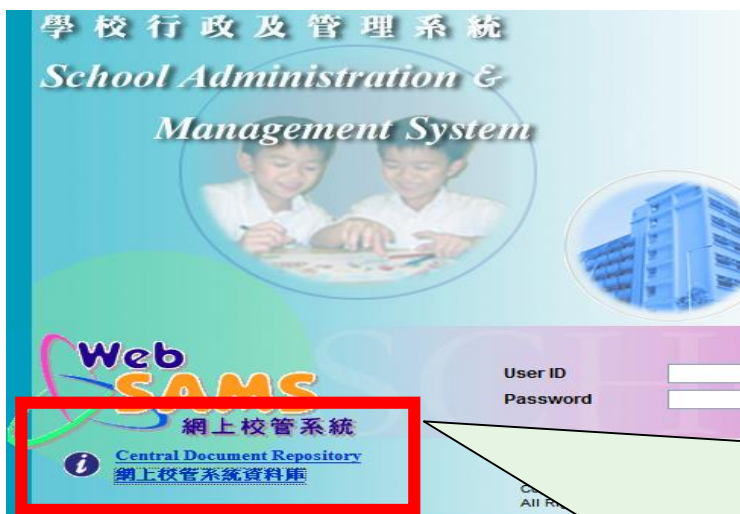 學校行政及管理系統
School Administration &
Management System
Web
SAMS
網上校管系統
User ID
Password
Central Document Repository
網上校管系統資料庫
All